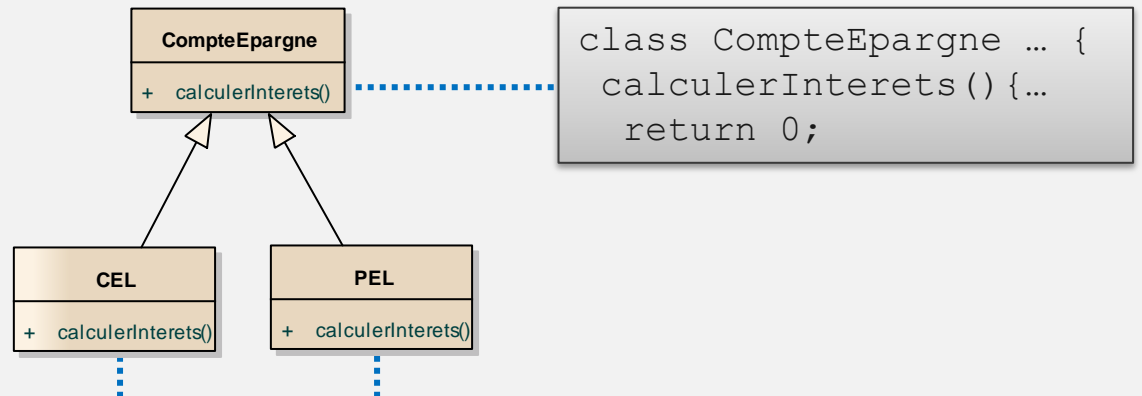 CompteEpargne
+ calculerInterets()
class CompteEpargne … {
calculerInterets(){…
return 0;
CEL
+ calculerInterets()
PEL
+ calculerInterets()